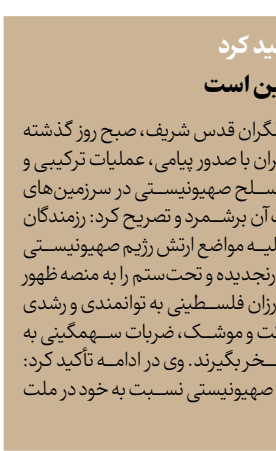 ید کرد
ین است
گران قدس شریف، صبح روز گذشته
ران با صدور پیامی، عملیات ترکیبی و
سلح صهیونیستی در سرزمین‌های
آن برشمرد و تصریح کرد: رزمندگان
لیه مواضع ارتش رژیم صهیونیستی
رنجدیده و تحت‌ستم را به منصه ظهور
رزان فلسطینی به توانمندی و رشدی
ت و موشک، ضربات سهمگینی به
خر بگیرند. وی در ادامه تأکید کرد:
صهیونیستی نسبت به خود در ملت